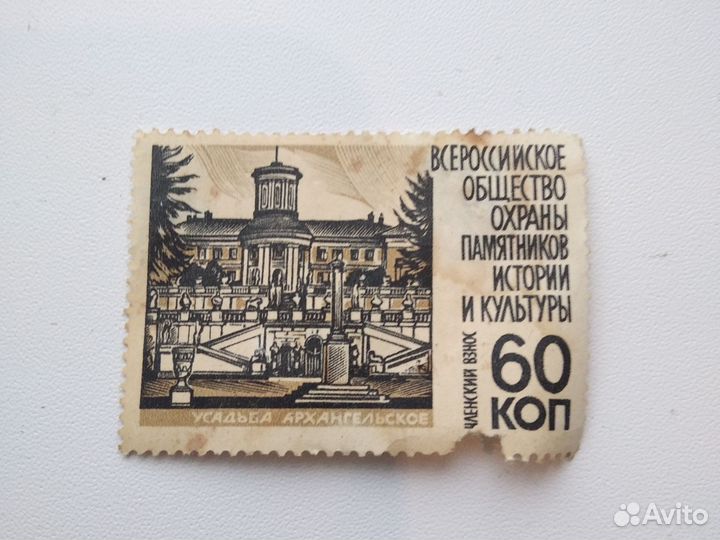 ВСЕРОССИЙСКОЕ
ОБЩЕСТВО
ОХРАНЫ
ПАМЯТНИКОВ
ИСТОРИИ
И КУЛЬТУРЫ
ЧЛЕНСКИЙ ВЗНОС
60
КОП
УСАДЬБА АРХАНГЕЛЬСКОЕ
Avito